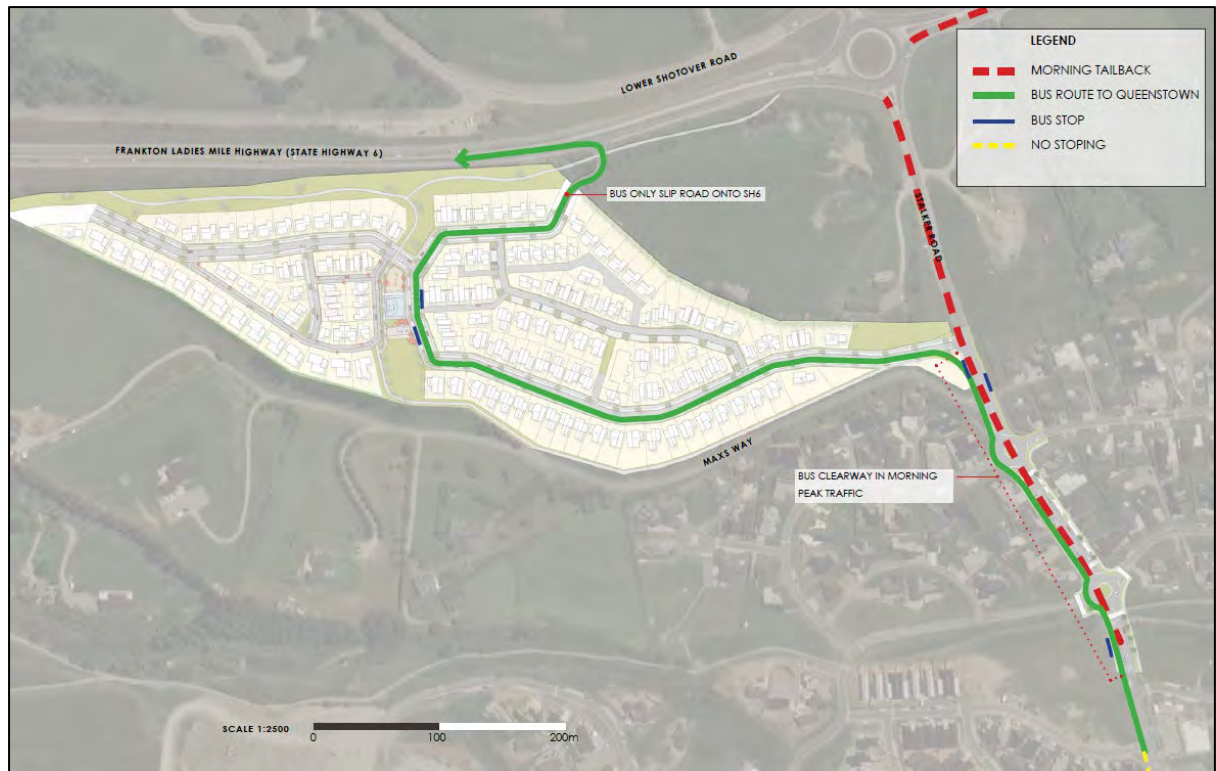 LEGEND
MORNING TAILBACK
BUS ROUTE TO QUEENSTOWN
BUS STOP
NO STOPING
LOWER SHOTOVER ROAD
FRANKTON LADIES MILE HIGHWAY (STATE HIGHWAY 6)
BUS ONLY SLIP ROAD ONTO SH6
STALKER ROAD
MAXS WAY
BUS CLEARWAY IN MORNING
PEAK TRAFFIC
SCALE 1:2500
0 100 200m